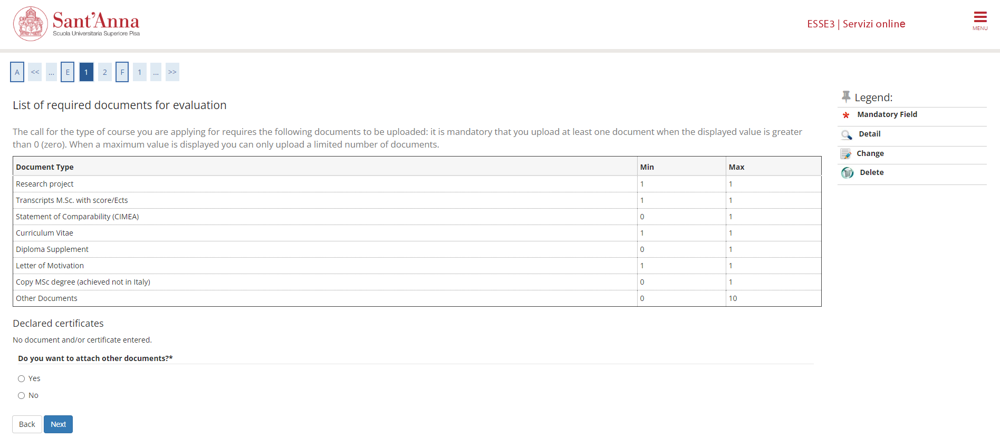 Sant'Anna
Scuola Universitaria Superiore Pisa
ESSE3 | Servizi online
MENU
A << ... E 1 2 F 1 ... >>
List of required documents for evaluation
The call for the type of course you are applying for requires the following documents to be uploaded: it is mandatory that you upload at least one document when the displayed value is greater
than 0 (zero). When a maximum value is displayed you can only upload a limited number of documents.
Document Type Min Max
Research project 1 1
Transcripts M.Sc. with score/Ects 1 1
Statement of Comparability (CIMEA) 0 1
Curriculum Vitae 1 1
Diploma Supplement 0 1
Letter of Motivation 1 1
Copy MSc degree (achieved not in Italy) 0 1
Other Documents 0 10
Declared certificates
No document and/or certificate entered.
Do you want to attach other documents?*
Yes
No
Back Next
Legend:
Mandatory Field
Detail
Change
Delete